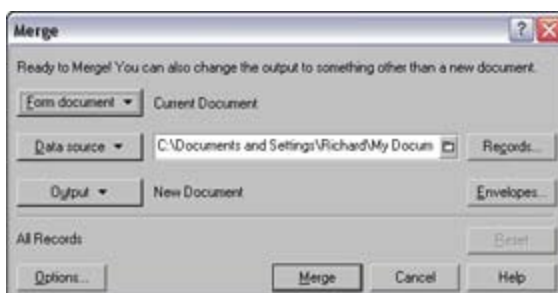 Merge
Ready to Merge! You can also change the output to something other than a new document.
Form document Current Document
Data source C:\Documents and Settings\Richard\My Docum Records...
Output New Document Envelopes...
All Records Reset
Options... Merge Cancel Help